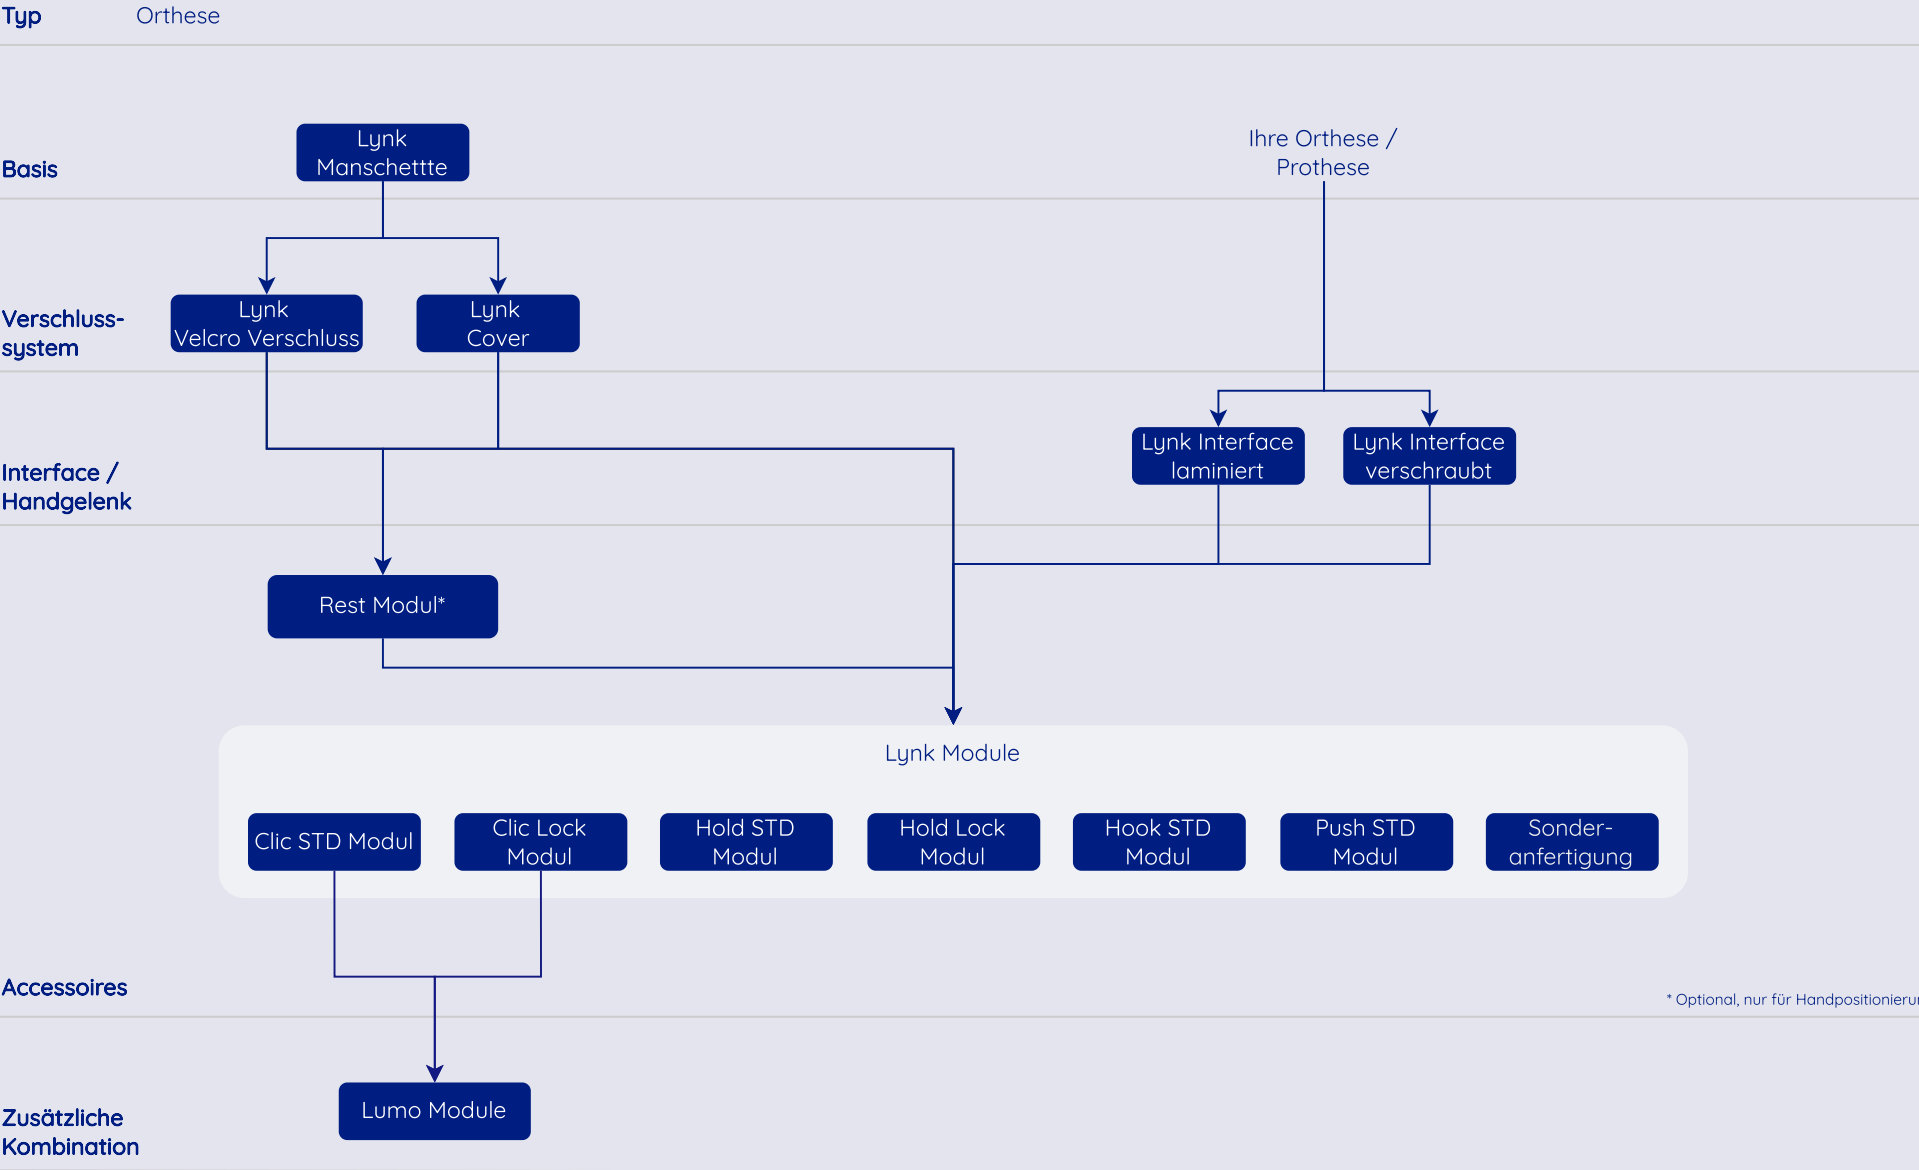 Typ Orthese
Lynk
Manschettte
Ihre Orthese /
Prothese
Basis
Lynk
Velcro Verschluss
Lynk
Cover
Verschluss-
system
Lynk Interface
laminiert
Lynk Interface
verschraubt
Interface /
Handgelenk
Rest Modul*
Lynk Module
Clic STD Modul
Clic Lock
Modul
Hold STD
Modul
Hold Lock
Modul
Hook STD
Modul
Push STD
Modul
Sonder-
anfertigung
Accessoires
* Optional, nur für Handpositionierun
Lumo Module
Zusätzliche
Kombination